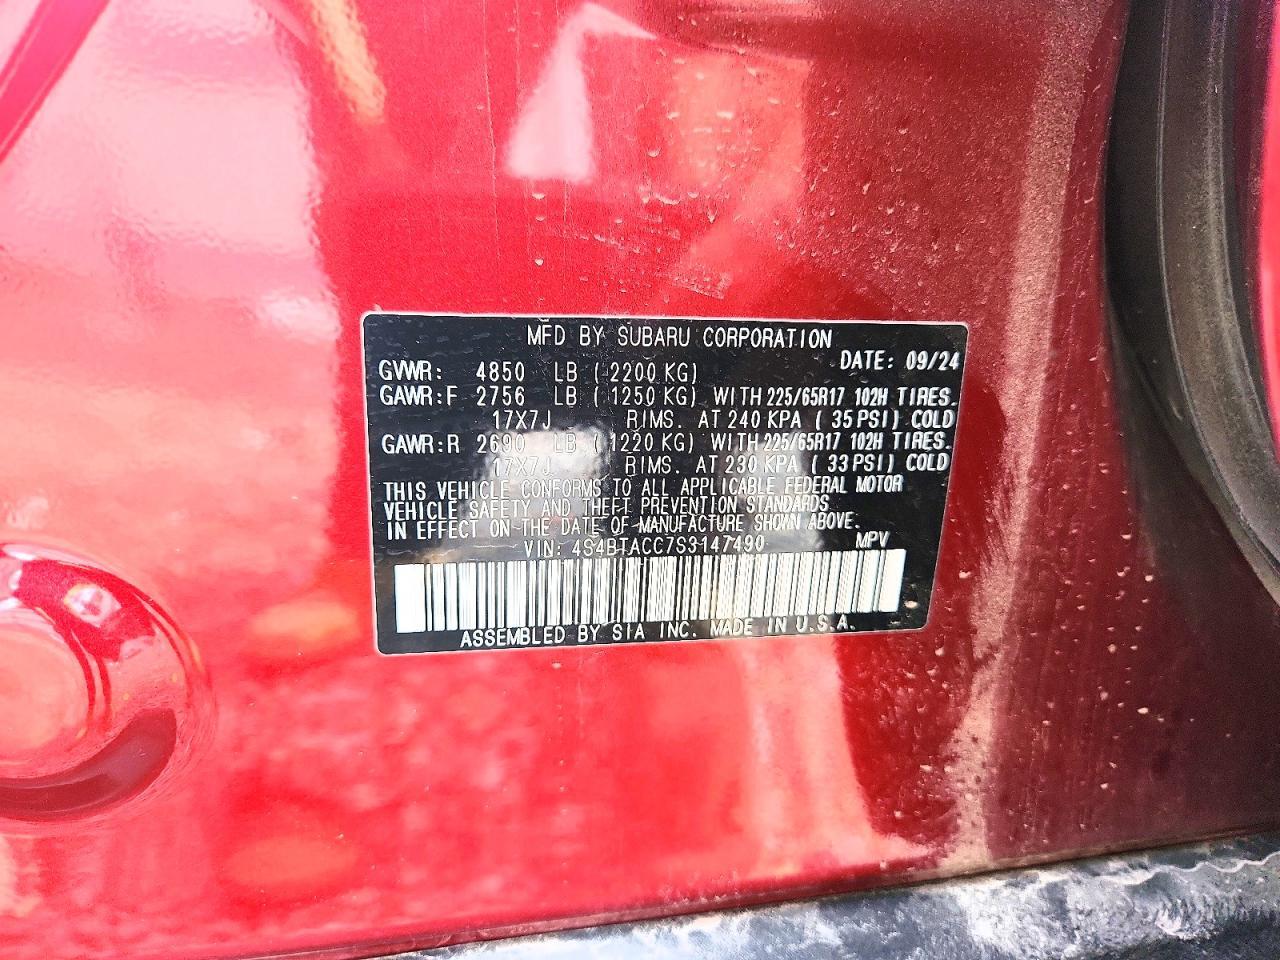 MFD BY SUBARU CORPORATION
DATE: 09/24
GVWR: 4850 LB ( 2200 KG)
GAWR:F 2756 LB ( 1250 KG) WITH 225/65R17 102H TIRES.
17X7J RIMS. AT 240 KPA ( 35 PSI) COLD
GAWR:R 2690 LB ( 1220 KG) WITH 225/65R17 102H TIRES.
17X7J RIMS. AT 230 KPA ( 33 PSI) COLD
THIS VEHICLE CONFORMS TO ALL APPLICABLE FEDERAL MOTOR
VEHICLE SAFETY AND THEFT PREVENTION STANDARDS
IN EFFECT ON THE DATE OF MANUFACTURE SHOWN ABOVE.
VIN: 4S4BTACC7S3147490 MPV
ASSEMBLED BY SIA INC. MADE IN U.S.A.